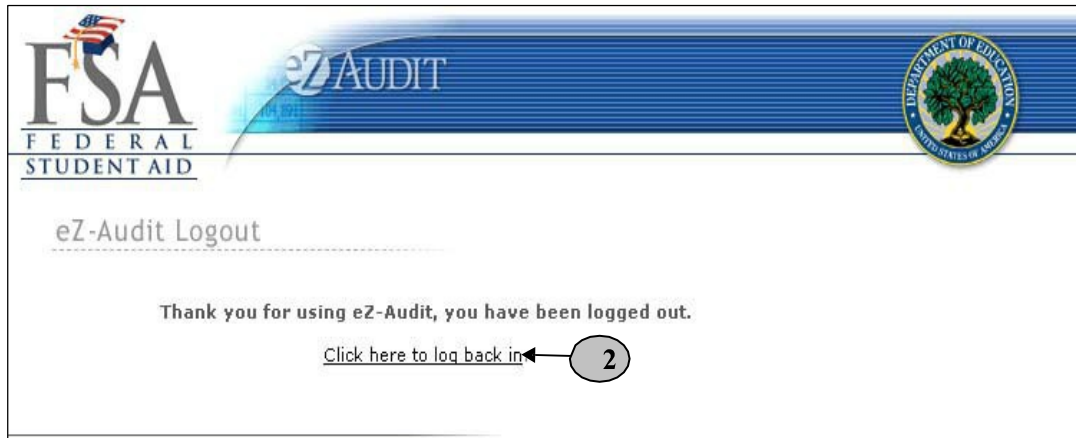 FSA
FEDERAL
STUDENT AID
eZ AUDIT
DEPARTMENT OF EDUCATION
UNITED STATES OF AMERICA
eZ-Audit Logout
Thank you for using eZ-Audit, you have been logged out.
Click here to log back in
2